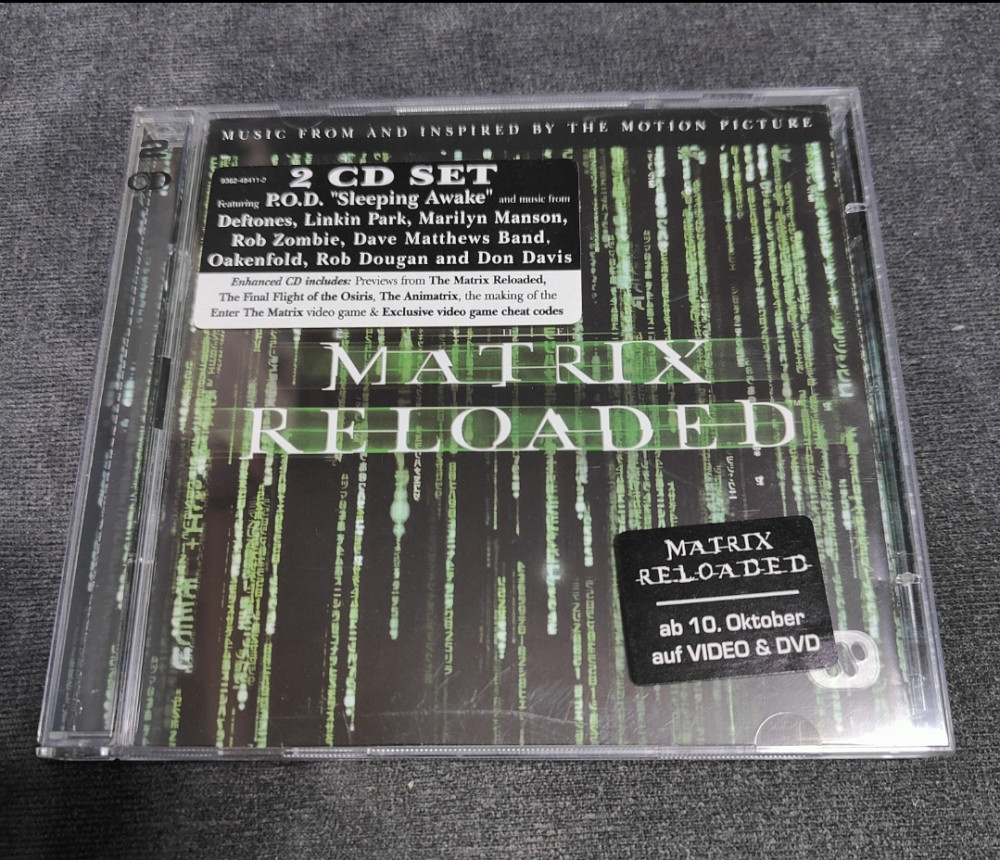 MUSIC FROM AND INSPIRED BY THE MOTION PICTURE
9362-48411-2
2 CD SET
Featuring P.O.D. "Sleeping Awake" and music from
Deftones, Linkin Park, Marilyn Manson,
Rob Zombie, Dave Matthews Band,
Oakenfold, Rob Dougan and Don Davis
Enhanced CD includes: Previews from The Matrix Reloaded,
The Final Flight of the Osiris, The Animatrix, the making of the
Enter The Matrix video game & Exclusive video game cheat codes
THE
MATRIX
RELOADED
MATRIX
RELOADED
ab 10. Oktober
auf VIDEO & DVD